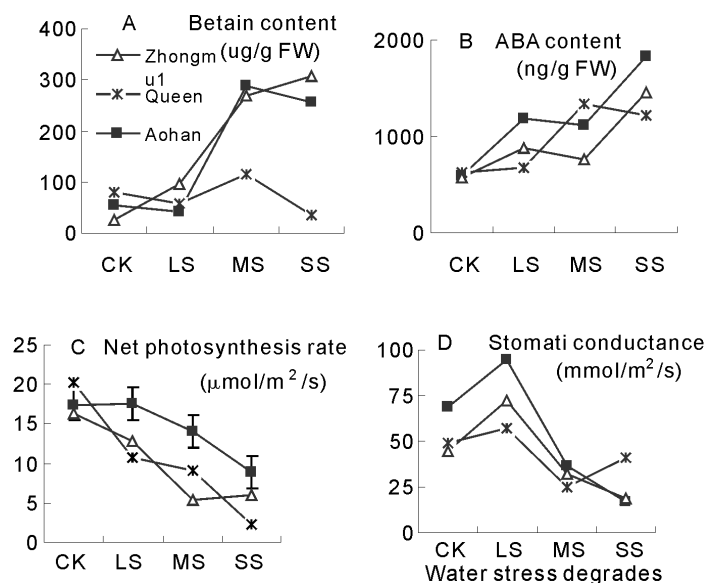 A Betain content
(ug/g FW)
400
300
200
100
0
Zhongm
u1
Queen
Aohan
CK LS MS SS
B ABA content
(ng/g FW)
2000
1000
0
CK LS MS SS
C Net photosynthesis rate
(μmol/m²/s)
25
20
15
10
5
0
CK LS MS SS
D Stomati conductance
(mmol/m²/s)
100
75
50
25
0
CK LS MS SS
Water stress degrades